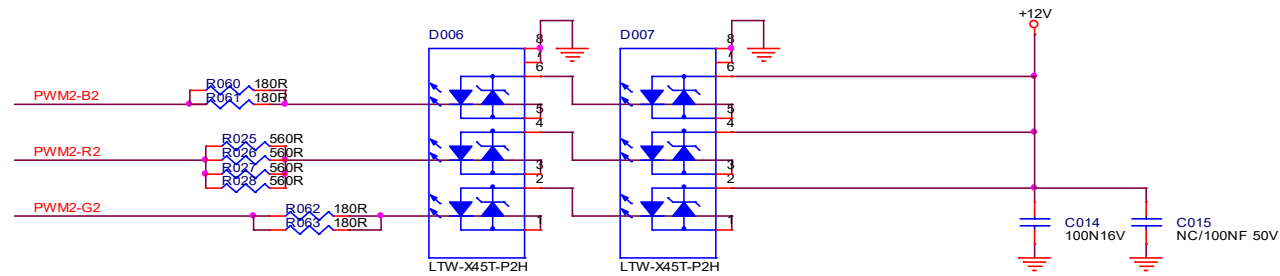 +12V
D006
D007
8
7
6
5
4
3
2
1
8
7
6
5
4
3
2
1
R060 180R
R061 180R
PWM2-B2
R025 560R
R026 560R
PWM2-R2
R027 560R
R028 560R
PWM2-G2
R062 180R
R063 180R
C014
100N16V
C015
NC/100NF 50V
LTW-X45T-P2H
LTW-X45T-P2H